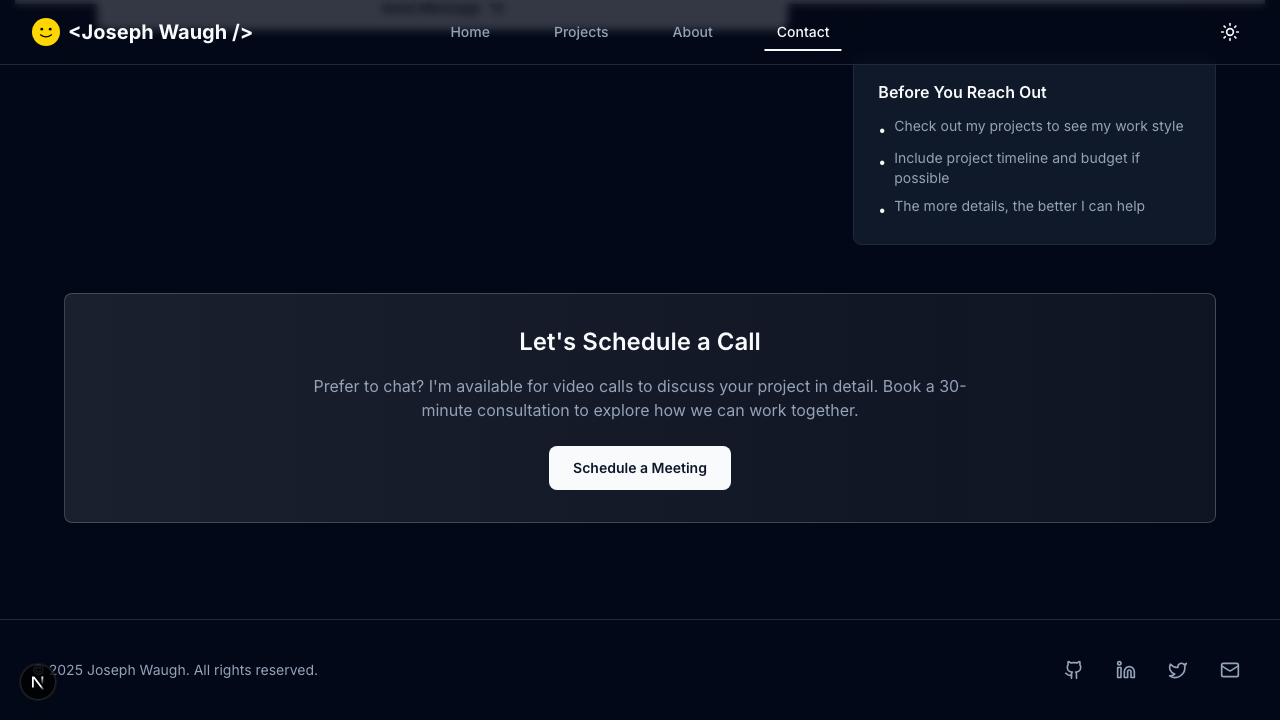 <Joseph Waugh />
Home
Projects
About
Contact
Before You Reach Out
• Check out my projects to see my work style
• Include project timeline and budget if
possible
• The more details, the better I can help
Let's Schedule a Call
Prefer to chat? I'm available for video calls to discuss your project in detail. Book a 30-
minute consultation to explore how we can work together.
Schedule a Meeting
2025 Joseph Waugh. All rights reserved.
N